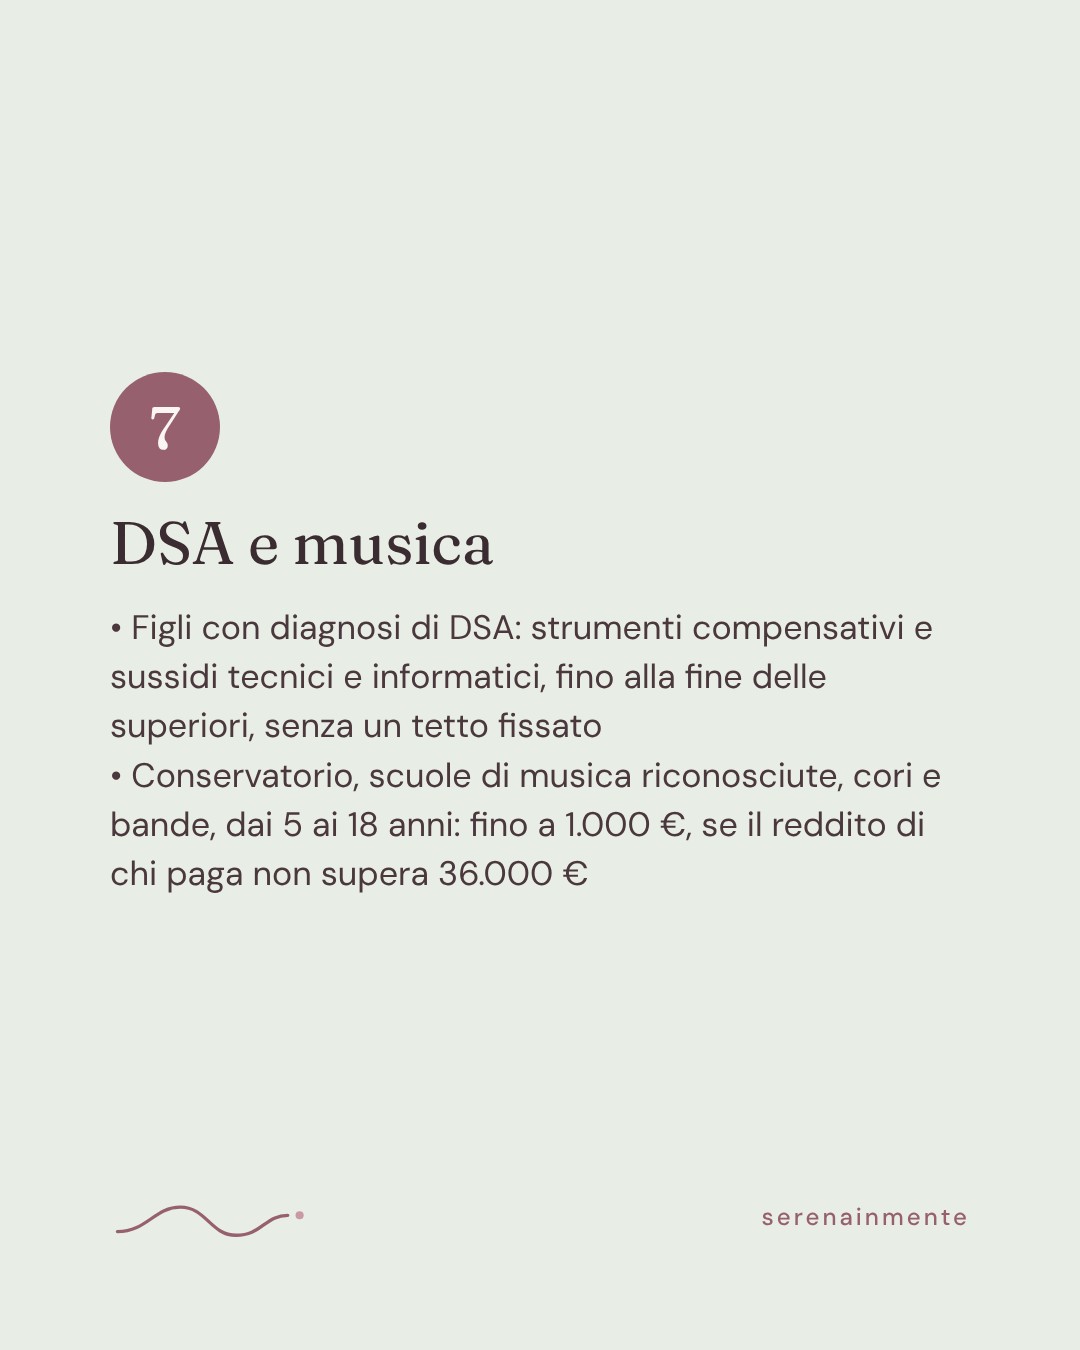 7
DSA e musica
• Figli con diagnosi di DSA: strumenti compensativi e
sussidi tecnici e informatici, fino alla fine delle
superiori, senza un tetto fissato
• Conservatorio, scuole di musica riconosciute, cori e
bande, dai 5 ai 18 anni: fino a 1.000 €, se il reddito di
chi paga non supera 36.000 €
serenainmente